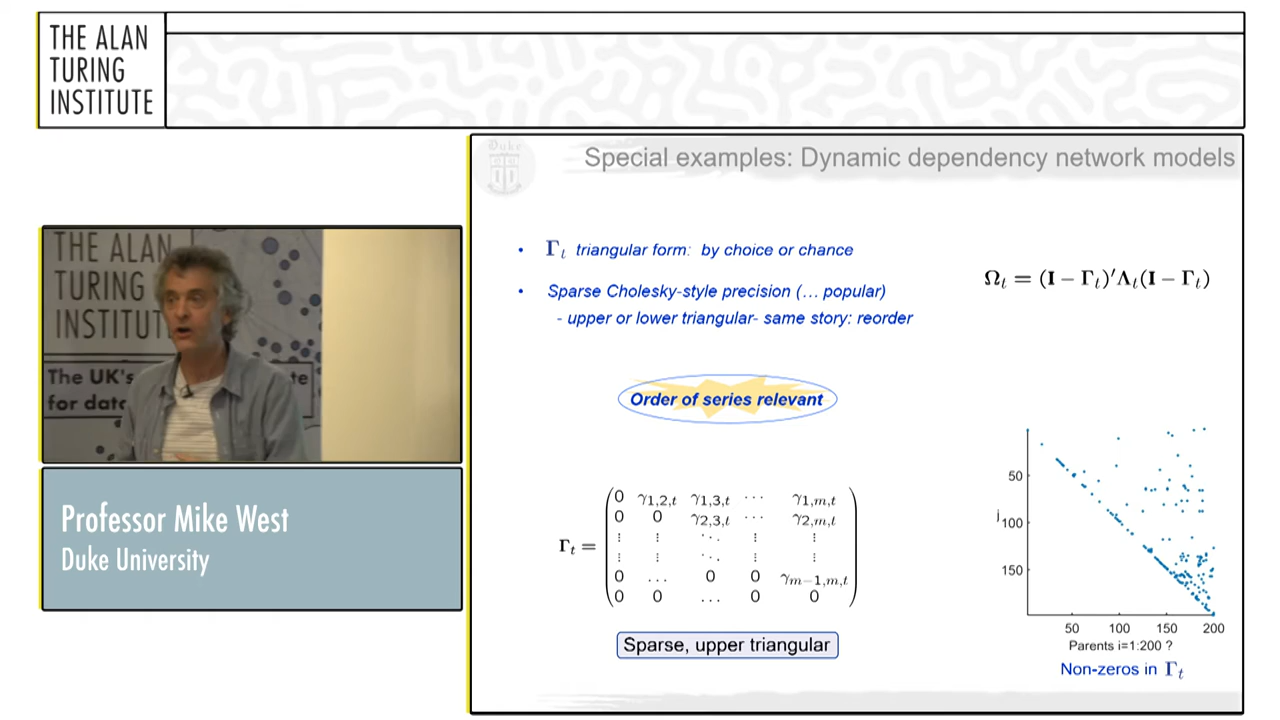 THE ALAN
TURING
INSTITUTE
Duke
Special examples: Dynamic dependency network models
• Γt triangular form: by choice or chance
• Sparse Cholesky-style precision (... popular)
- upper or lower triangular- same story: reorder
Ωt = (I − Γt)′Λt(I − Γt)
Order of series relevant
Γt =
0 γ1,2,t γ1,3,t ⋯ γ1,m,t
0 0 γ2,3,t ⋯ γ2,m,t
⋮ ⋮ ⋱ ⋮ ⋮
⋮ ⋮ ⋱ ⋮ ⋮
0 … 0 0 γm−1,m,t
0 0 … 0 0
Sparse, upper triangular
50
j 100
150
50 100 150 200
Parents i=1:200 ?
Non-zeros in Γt
THE ALAN
TURING
INSTITUT
The UK's
te
for data
Professor Mike West
Duke University